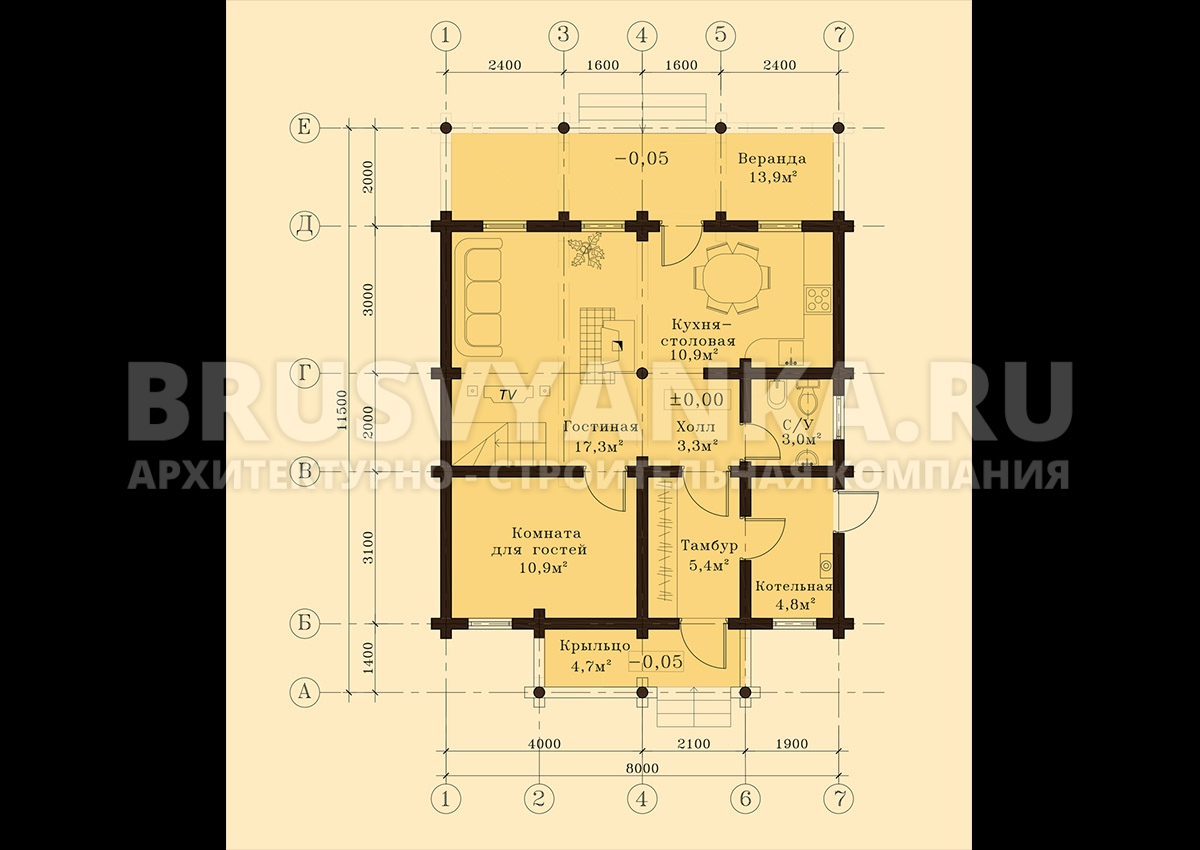 1 3 4 5 7
2400 1600 1600 2400
Е
-0,05
Веранда
13,9м²
2000
Д
3000
Кухня-
столовая
10,9м²
Г
BRUSVYANKA.RU
TV
±0,00
11500
2000
Гостиная
17,3м²
Холл
3,3м²
С/У
3,0м²
В
АРХИТЕКТУРНО - СТРОИТЕЛЬНАЯ КОМПАНИЯ
3100
Комната
для гостей
10,9м²
Тамбур
5,4м²
Котельная
4,8м²
Б
1400
Крыльцо
4,7м²
-0,05
А
4000 2100 1900
8000
1 2 4 6 7